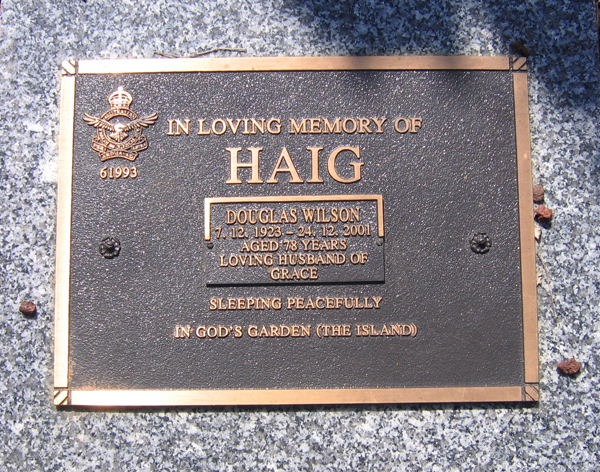 61993
IN LOVING MEMORY OF
HAIG
DOUGLAS WILSON
7. 12. 1923 – 24. 12. 2001
AGED 78 YEARS
LOVING HUSBAND OF
GRACE
SLEEPING PEACEFULLY
IN GOD'S GARDEN (THE ISLAND)